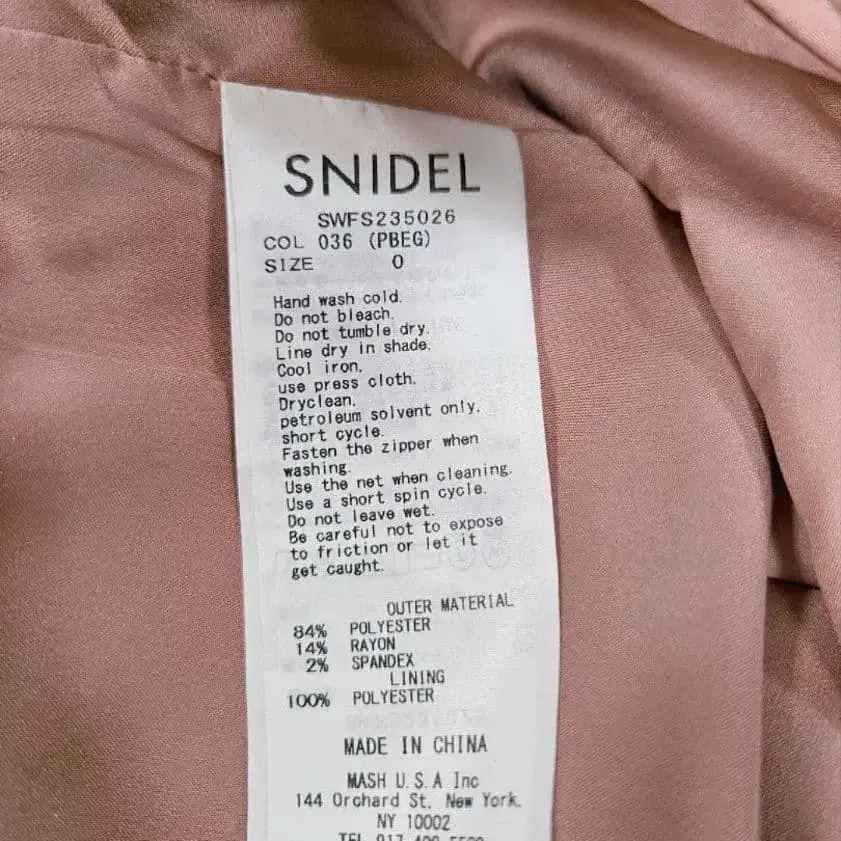 SNIDEL
SWFS235026
COL 036 (PBEG)
SIZE 0
Hand wash cold.
Do not bleach.
Do not tumble dry.
Line dry in shade.
Cool iron,
use press cloth.
Dryclean,
petroleum solvent only,
short cycle.
Fasten the zipper when
washing.
Use the net when cleaning.
Use a short spin cycle.
Do not leave wet.
Be careful not to expose
to friction or let it
get caught.
OUTER MATERIAL
84% POLYESTER
14% RAYON
2% SPANDEX
LINING
100% POLYESTER
MADE IN CHINA
MASH U.S.A Inc
144 Orchard St. New York,
NY 10002
TEL